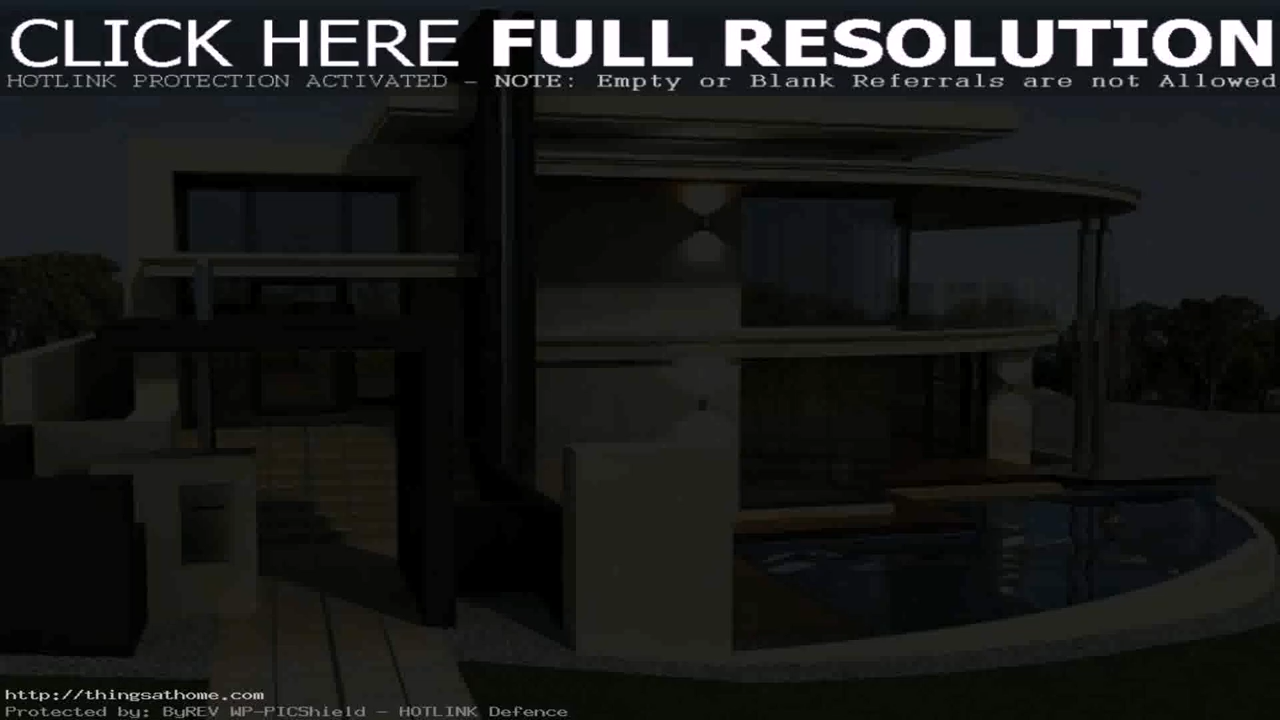 CLICK HERE FULL RESOLUTION
HOTLINK PROTECTION ACTIVATED - NOTE: Empty or Blank Referrals are not Allowed
http://thingsathome.com
Protected by: ByREV WP-PICShield - HOTLINK Defence